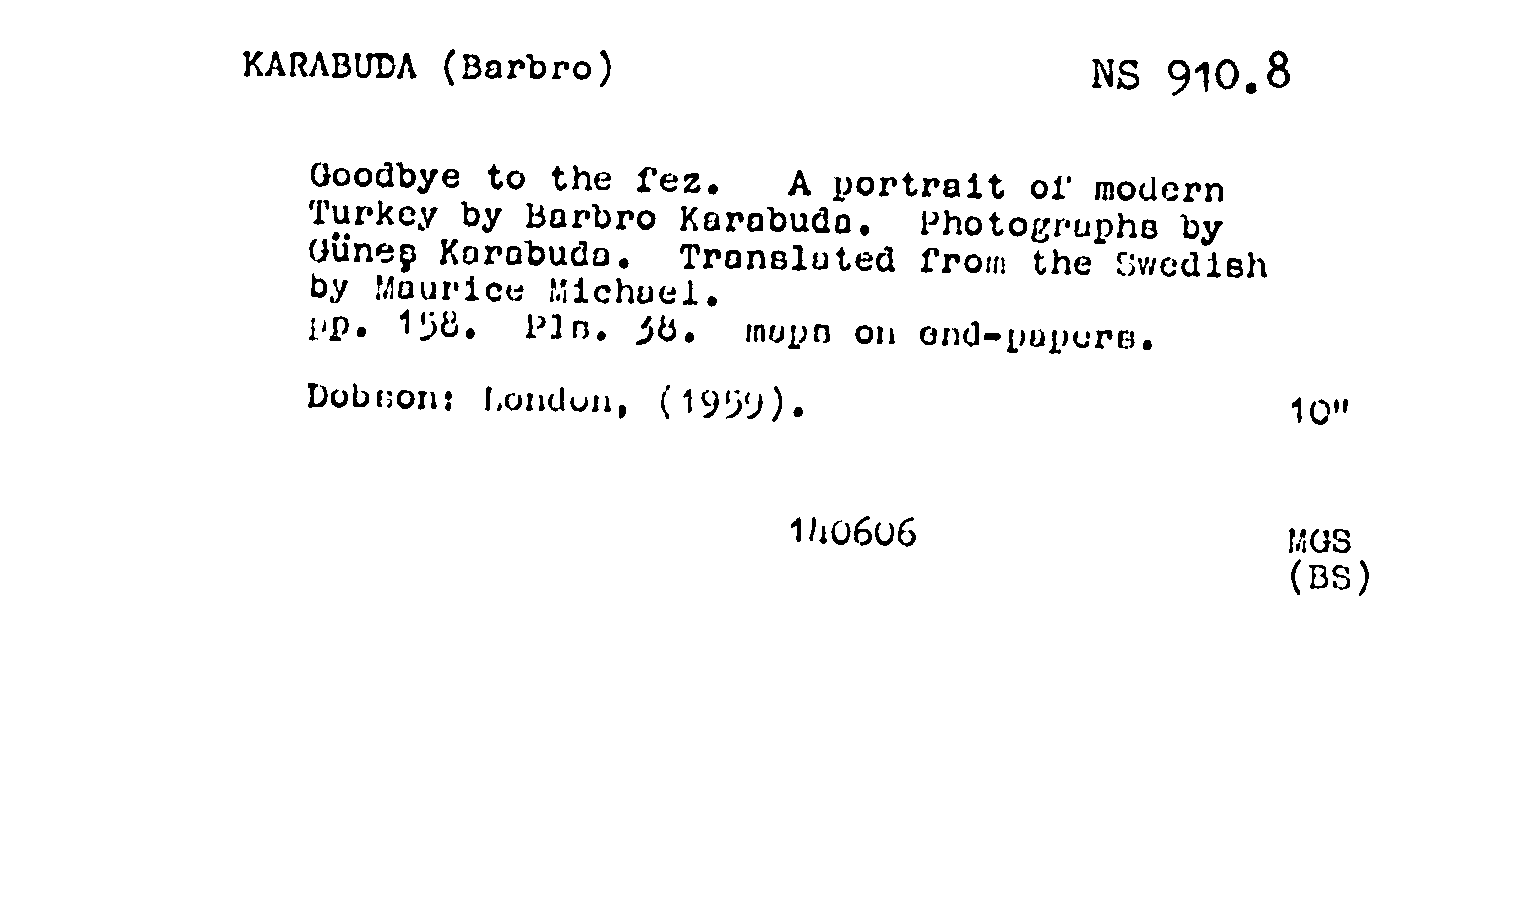 KARABUDA (Barbro) NS 910.8
Goodbye to the fez. A portrait of modern
Turkey by Barbro Karabuda. Photographs by
Güneş Karabuda. Translated from the Swedish
by Maurice Michael.
pp. 158. Pls. 38. maps on end-papers.
Dobson: London, (1959). 10"
140606 MGS
(BS)